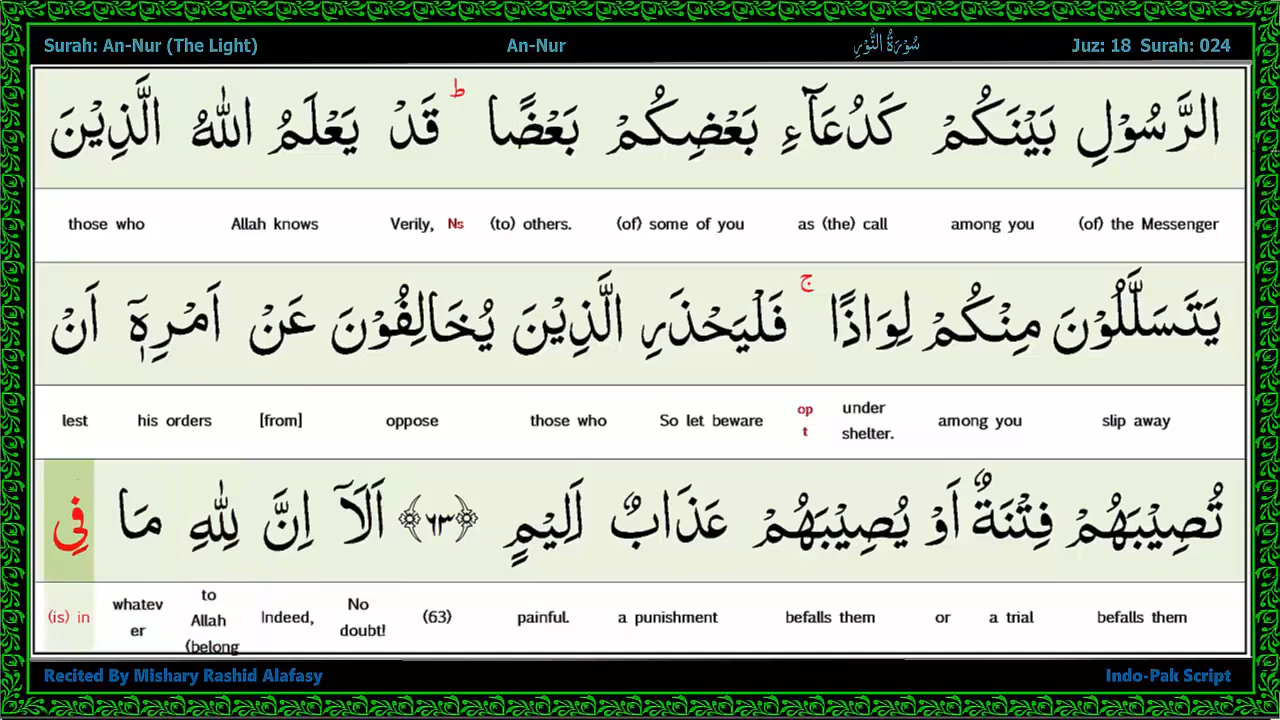 Surah: An-Nur (The Light) An-Nur سُوْرَةُ النُّوْرِ Juz: 18 Surah: 024
الرَّسُوْلِ بَيْنَكُمْ كَدُعَآءِ بَعْضِكُمْ بَعْضًا ؕ قَدْ يَعْلَمُ اللّٰهُ الَّذِيْنَ
those who Allah knows Verily, Ns (to) others. (of) some of you as (the) call among you (of) the Messenger
يَتَسَلَّلُوْنَ مِنْكُمْ لِوَاذًا ۚ فَلْيَحْذَرِ الَّذِيْنَ يُخَالِفُوْنَ عَنْ اَمْرِهٖۤ اَنْ
lest his orders [from] oppose those who So let beware op t under shelter. among you slip away
تُصِيْبَهُمْ فِتْنَةٌ اَوْ يُصِيْبَهُمْ عَذَابٌ اَلِيْمٍ ﴿٦٣﴾ اَلَاۤ اِنَّ لِلّٰهِ مَا فِى
(is) in whatev er to Allah (belong Indeed, No doubt! (63) painful. a punishment befalls them or a trial befalls them
Recited By Mishary Rashid Alafasy Indo-Pak Script